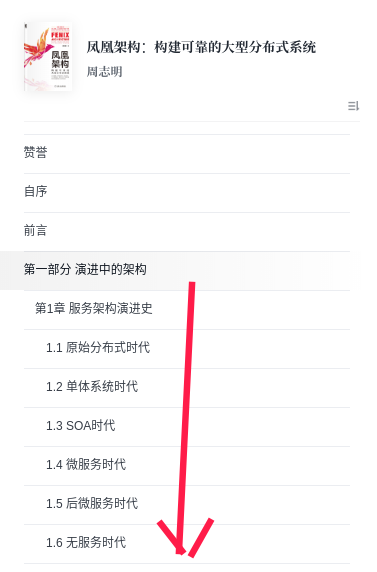 FENIX
凤凰
架构
凤凰架构：构建可靠的大型分布式系统
周志明
赞誉
自序
前言
第一部分 演进中的架构
第1章 服务架构演进史
1.1 原始分布式时代
1.2 单体系统时代
1.3 SOA时代
1.4 微服务时代
1.5 后微服务时代
1.6 无服务时代